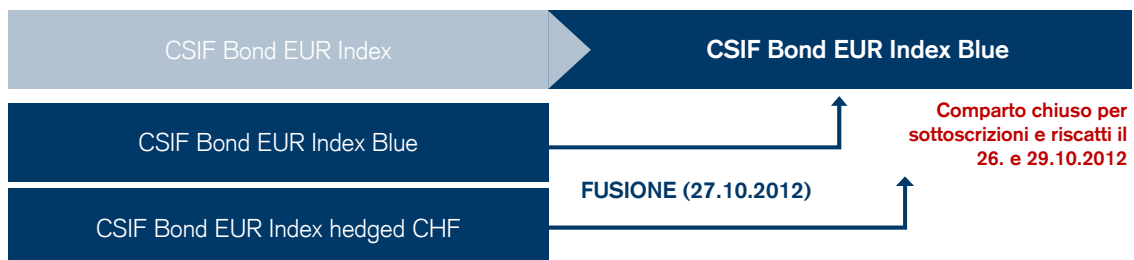 CSIF Bond EUR Index
CSIF Bond EUR Index Blue
CSIF Bond EUR Index Blue
Comparto chiuso per
sottoscrizioni e riscatti il
26. e 29.10.2012
FUSIONE (27.10.2012)
CSIF Bond EUR Index hedged CHF